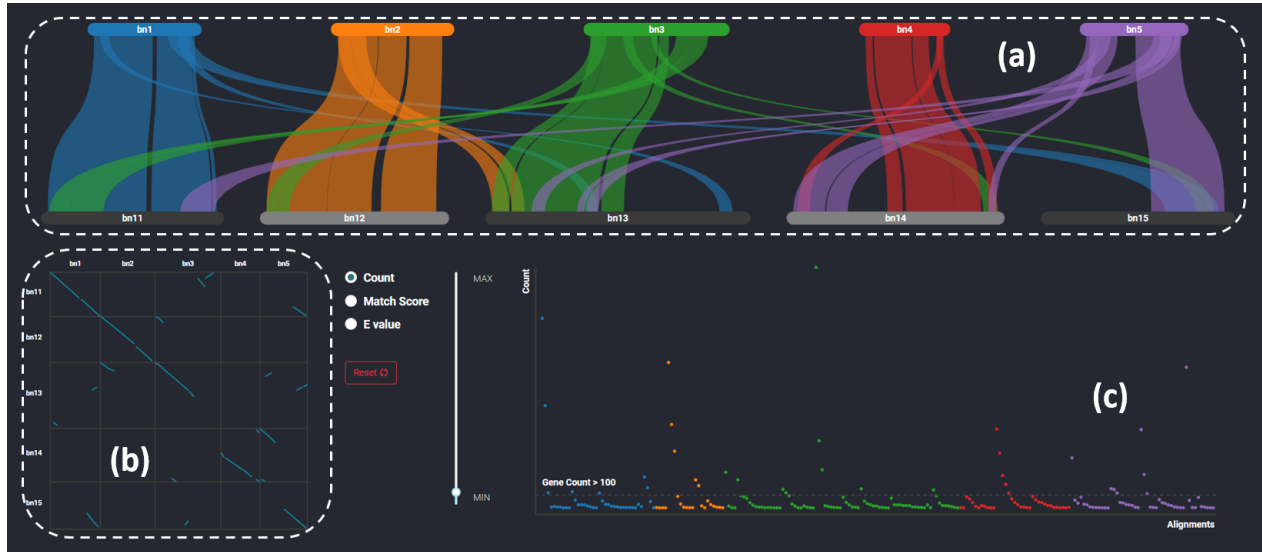 bn1 bn2 bn3 bn4 bn5
(a)
bn11 bn12 bn13 bn14 bn15
bn1 bn2 bn3 bn4 bn5
bn11
bn12
bn13
bn14
bn15
(b)
Count
Match Score
E value
Reset
MAX
MIN
Count
(c)
Gene Count > 100
Alignments